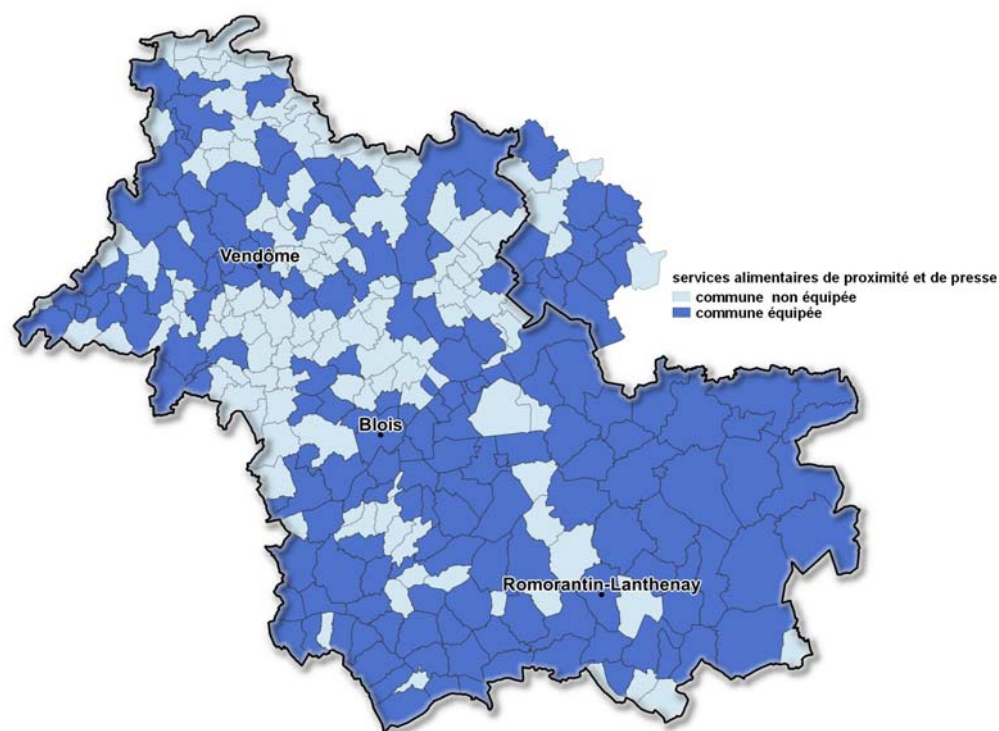 Vendôme
services alimentaires de proximité et de presse
commune non équipée
commune équipée
Blois
Romorantin-Lanthenay